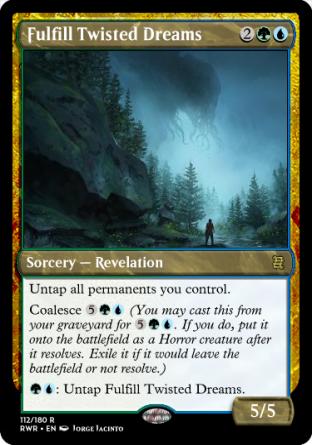 Fulfill Twisted Dreams 2
Sorcery — Revelation
Untap all permanents you control.
Coalesce 5 (You may cast this
from your graveyard for 5 . If you do, put it
onto the battlefield as a Horror creature after
it resolves. Exile it if it would leave the
battlefield or not resolve.)
: Untap Fulfill Twisted Dreams.
5/5
112/180 R
RWR • EN Jorge Jacinto